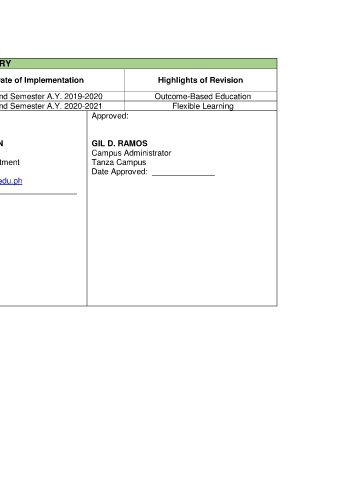 RY
ate of Implementation
Highlights of Revision
nd Semester A.Y. 2019-2020
Outcome-Based Education
nd Semester A.Y. 2020-2021
Flexible Learning
Approved:
N
GIL D. RAMOS
Campus Administrator
tment
Tanza Campus
Date Approved: _______________
edu.ph